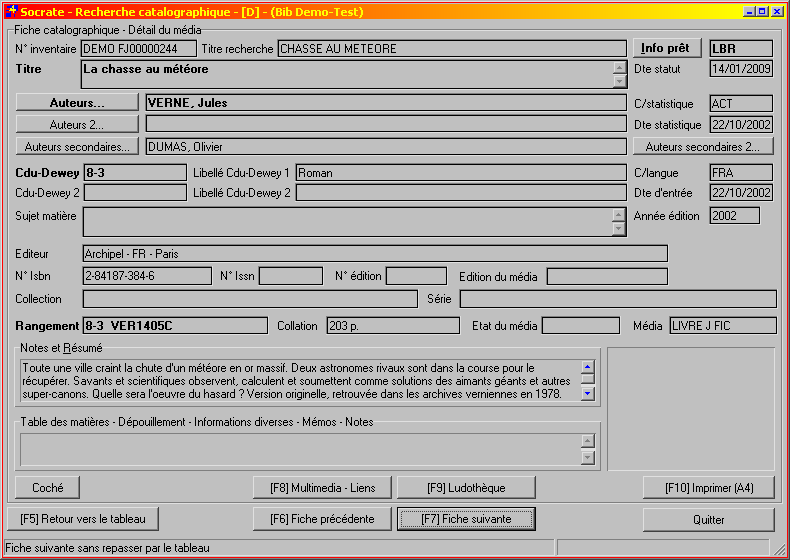 Socrate - Recherche catalographique - [D] - (Bib Demo-Test)
Fiche catalographique - Détail du média
N° inventaire DEMO FJ00000244 Titre recherche CHASSE AU METEORE Info prêt LBR
Titre La chasse au météore Dte statut 14/01/2009
Auteurs... VERNE, Jules C/statistique ACT
Auteurs 2... Dte statistique 22/10/2002
Auteurs secondaires... DUMAS, Olivier Auteurs secondaires 2...
Cdu-Dewey 8-3 Libellé Cdu-Dewey 1 Roman C/langue FRA
Cdu-Dewey 2 Libellé Cdu-Dewey 2 Dte d'entrée 22/10/2002
Sujet matière Année édition 2002
Editeur Archipel - FR - Paris
N° Isbn 2-84187-384-6 N° Issn N° édition Edition du média
Collection Série
Rangement 8-3 VER1405C Collation 203 p. Etat du média Média LIVRE J FIC
Notes et Résumé
Toute une ville craint la chute d'un météore en or massif. Deux astronomes rivaux sont dans la course pour le
récupérer. Savants et scientifiques observent, calculent et soumettent comme solutions des aimants géants et autres
super-canons. Quelle sera l'oeuvre du hasard ? Version originelle, retrouvée dans les archives verniennes en 1978.
Table des matières - Dépouillement - Informations diverses - Mémos - Notes
Coché [F8] Multimedia - Liens [F9] Ludothèque [F10] Imprimer (A4)
[F5] Retour vers le tableau [F6] Fiche précédente [F7] Fiche suivante Quitter
Fiche suivante sans repasser par le tableau